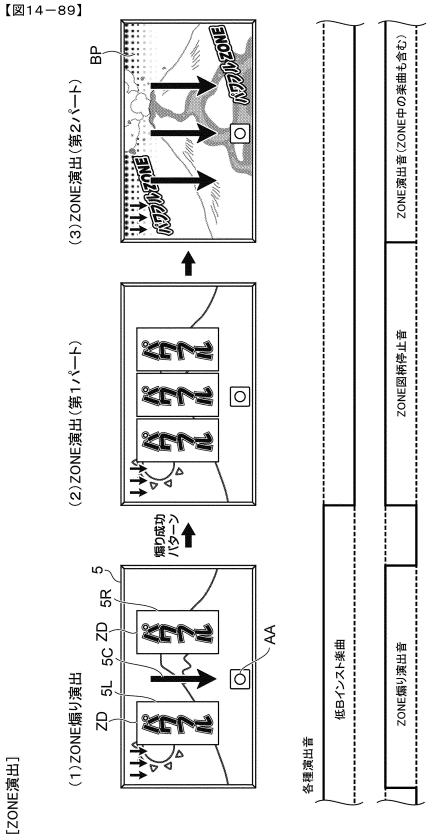 【図14-89】
[ZONE演出]
(1)ZONE煽り演出
ZD
5L
5C
ZD
5R
5
パワフル
パワフル
AA
煽り成功
パターン
(2)ZONE演出(第1パート)
パワフル
パワフル
パワフル
(3)ZONE演出(第2パート)
BP
パワフルZONE
パワフルZONE
各種演出音
低Bインスト楽曲
ZONE煽り演出音
ZONE図柄停止音
ZONE演出音(ZONE中の楽曲も含む)